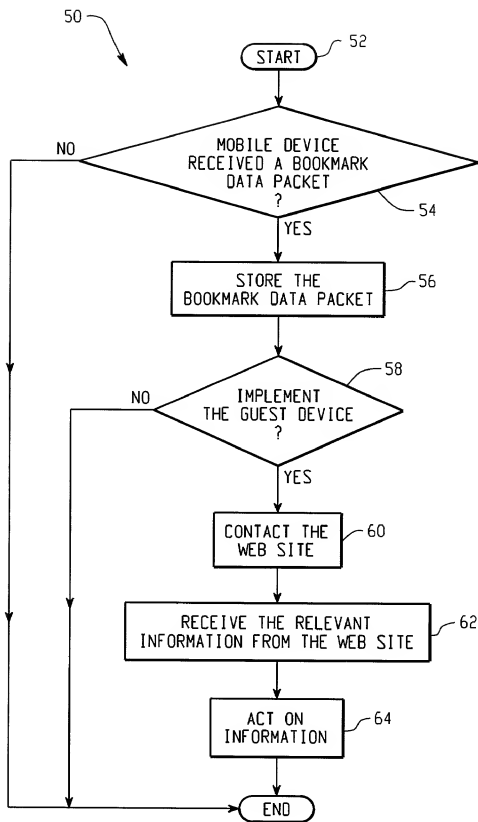 50
START
52
NO
MOBILE DEVICE
RECEIVED A BOOKMARK
DATA PACKET
?
54
YES
STORE THE
BOOKMARK DATA PACKET
56
58
NO
IMPLEMENT
THE GUEST DEVICE
?
YES
CONTACT THE
WEB SITE
60
RECEIVE THE RELEVANT
INFORMATION FROM THE WEB SITE
62
ACT ON
INFORMATION
64
END